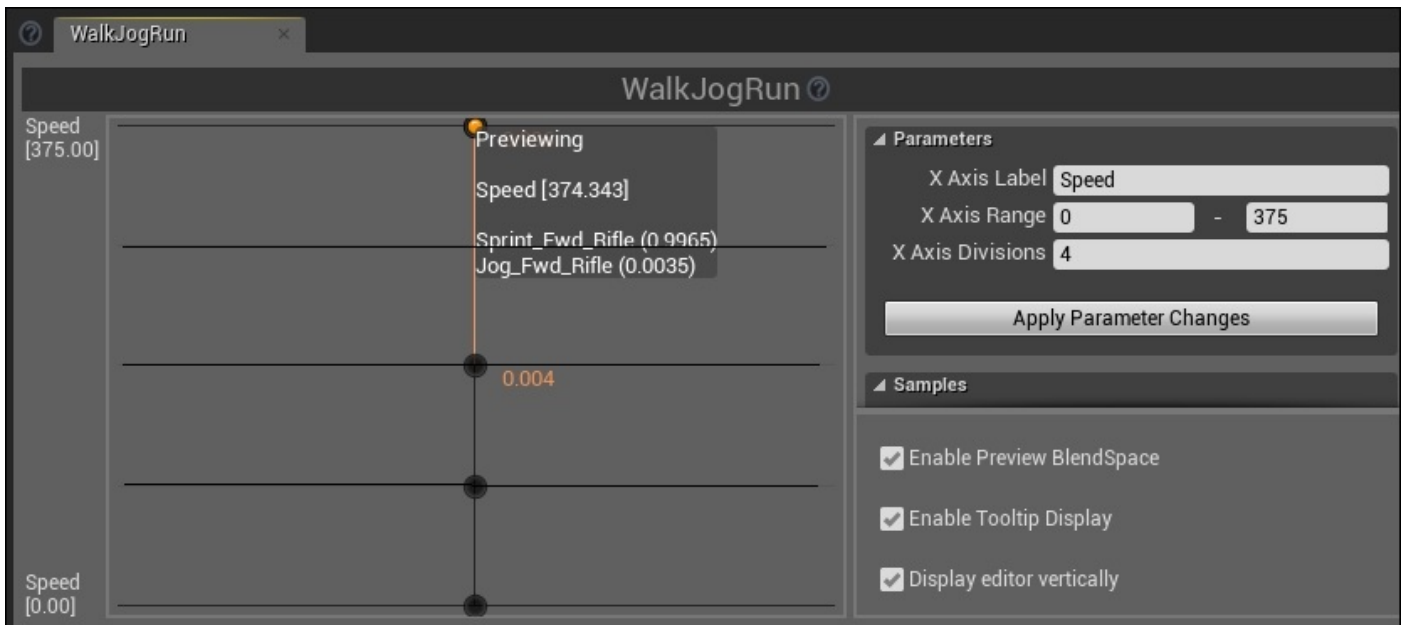 WalkJogRun
WalkJogRun
Speed
[375.00]
Previewing
Speed [374.343]
Sprint_Fwd_Rifle (0.9965)
Jog_Fwd_Rifle (0.0035)
0.004
Speed
[0.00]
Parameters
X Axis Label Speed
X Axis Range 0 - 375
X Axis Divisions 4
Apply Parameter Changes
Samples
Enable Preview BlendSpace
Enable Tooltip Display
Display editor vertically